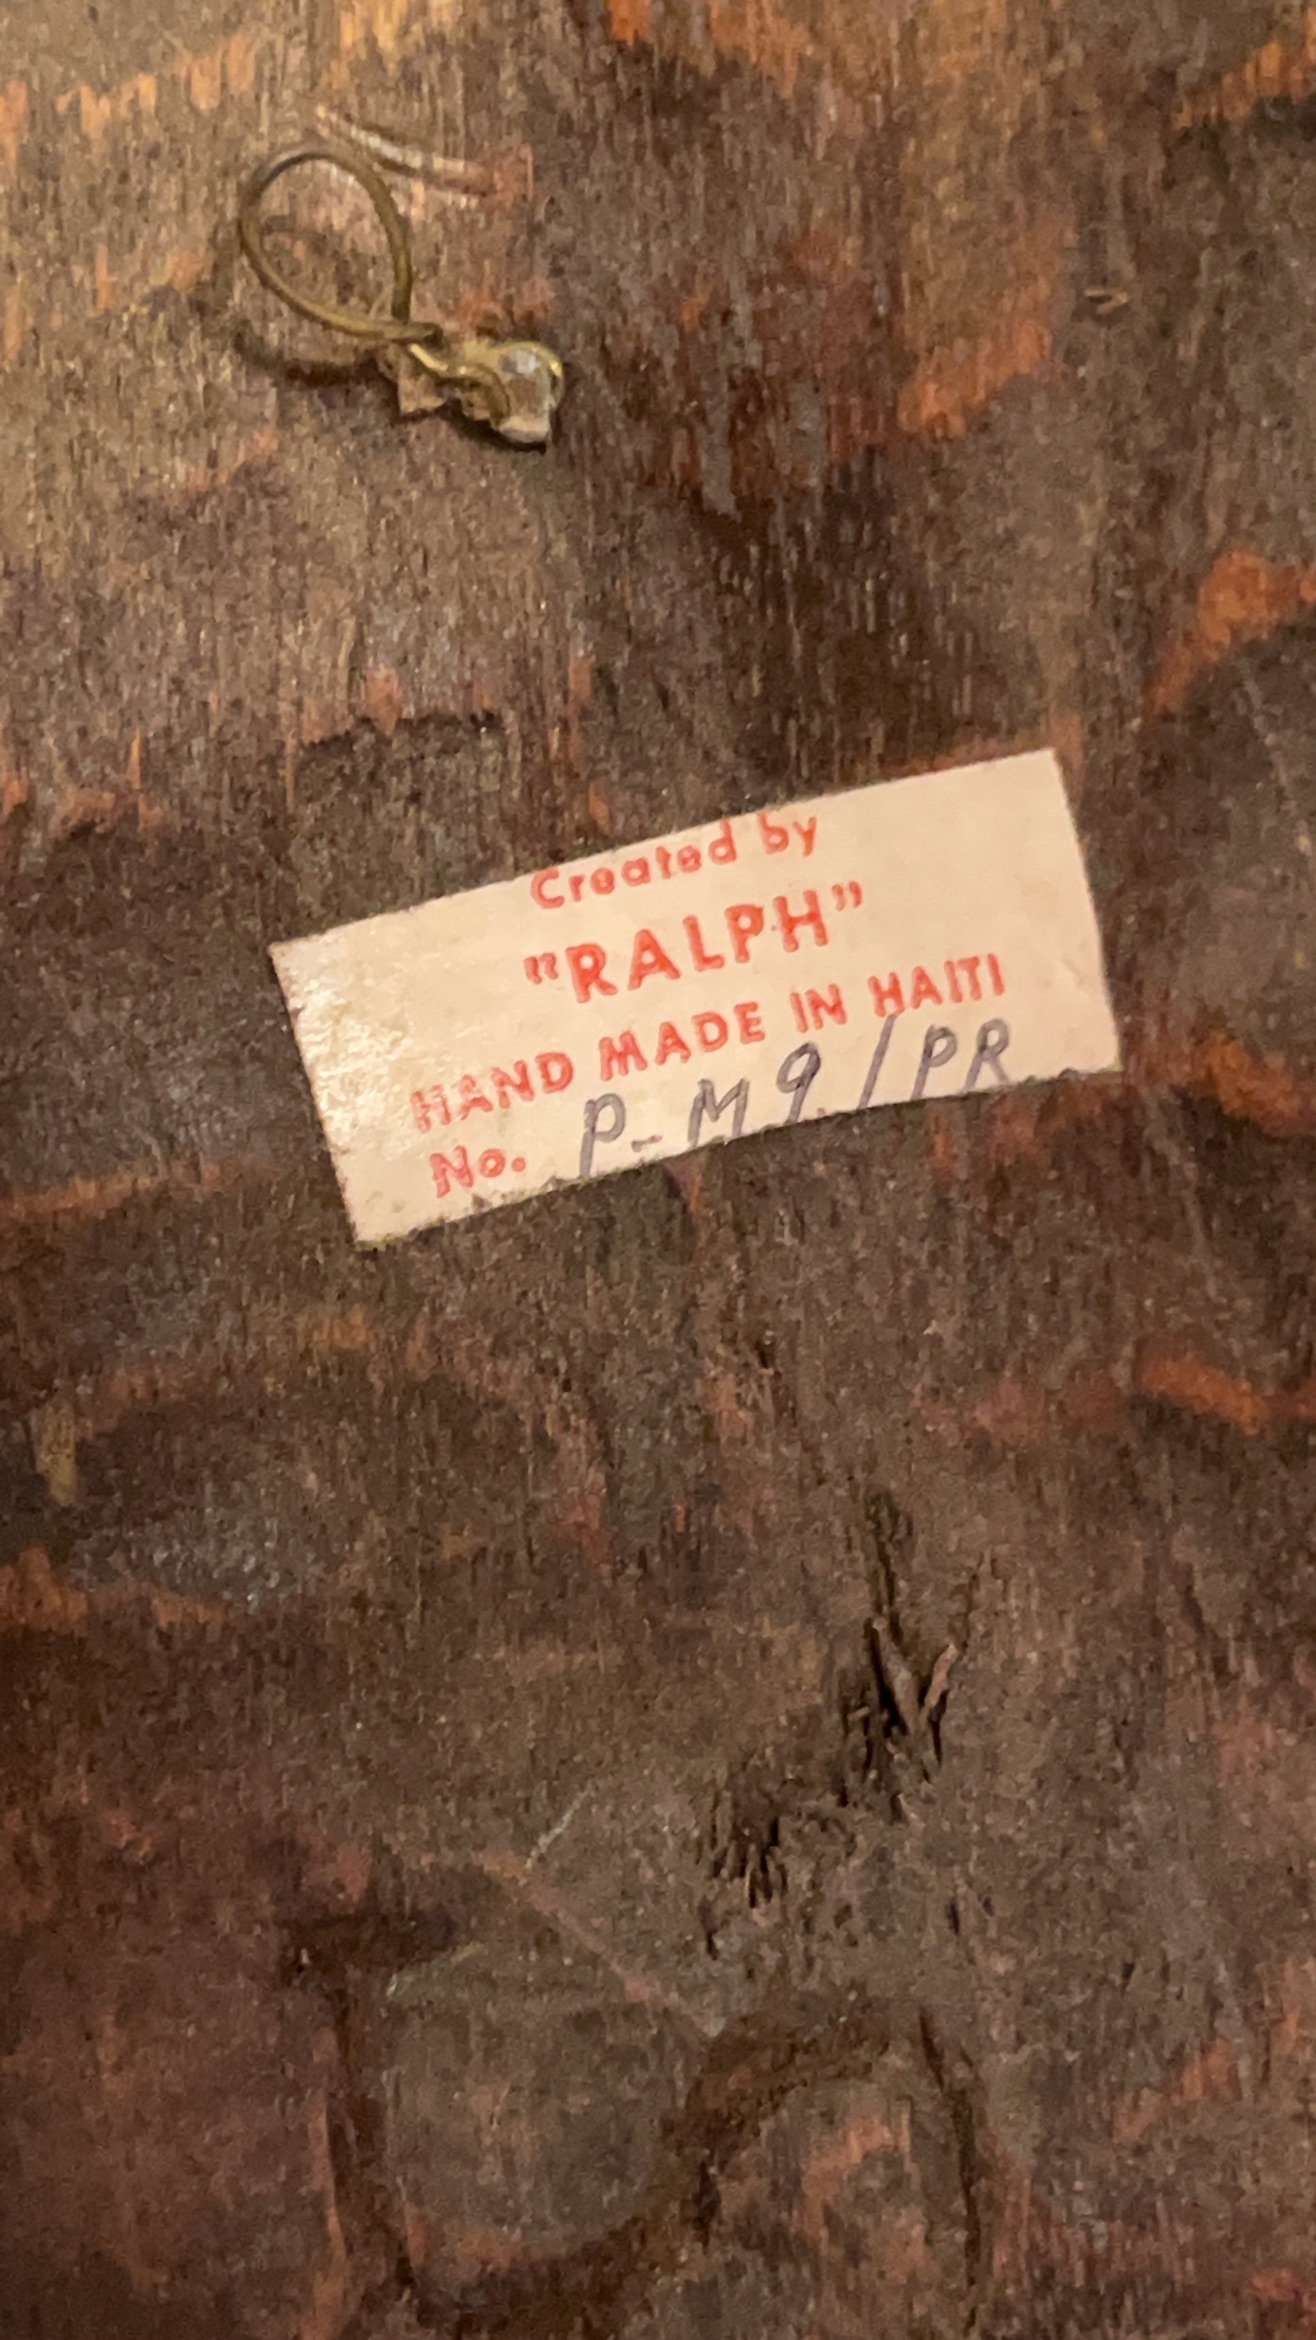 Created by
"RALPH"
HAND MADE IN HAITI
No. P-M9/PR